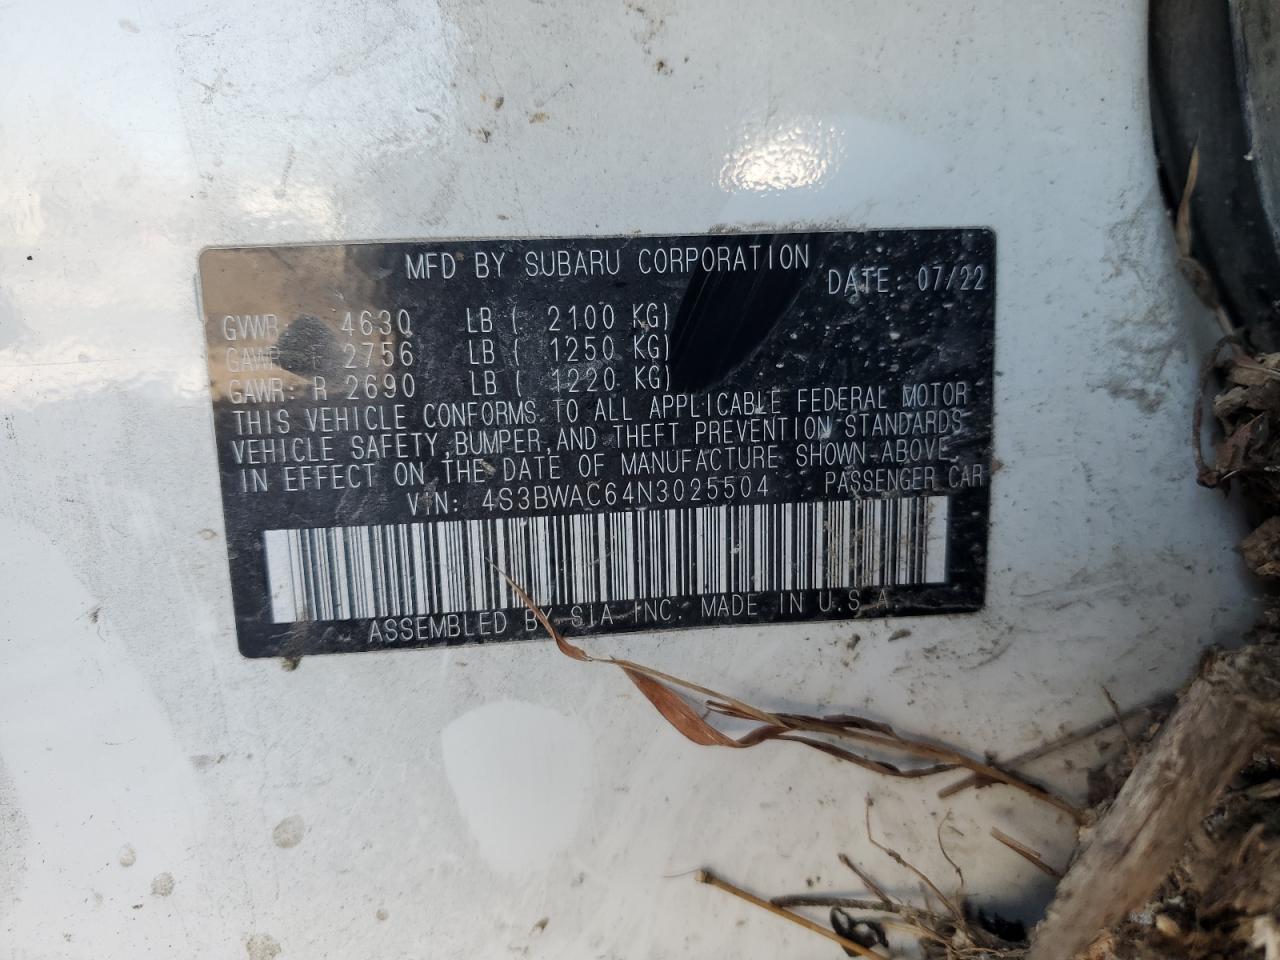 MFD BY SUBARU CORPORATION
DATE: 07/22
GVWR: 4630 LB ( 2100 KG)
GAWR: F 2756 LB ( 1250 KG)
GAWR: R 2690 LB ( 1220 KG)
THIS VEHICLE CONFORMS TO ALL APPLICABLE FEDERAL MOTOR
VEHICLE SAFETY, BUMPER, AND THEFT PREVENTION STANDARDS
IN EFFECT ON THE DATE OF MANUFACTURE SHOWN ABOVE.
VIN: 4S3BWAC64N3025504 PASSENGER CAR
ASSEMBLED BY SIA INC. MADE IN U.S.A.